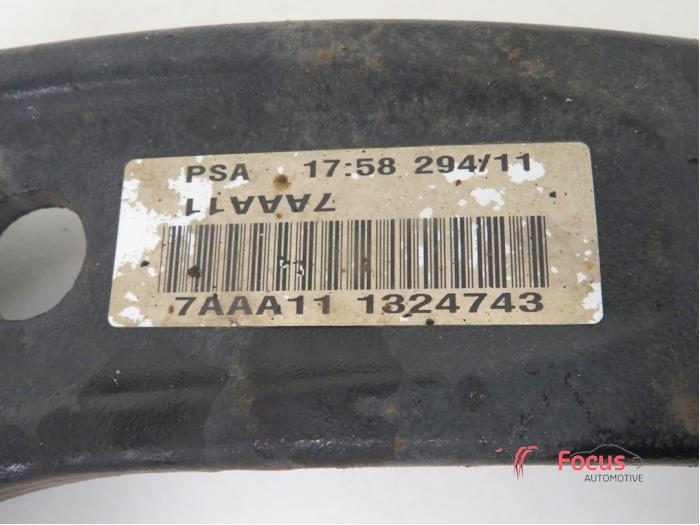 PSA 17:58 294/11
7AAA11
7AAA11 1324743
Focus
AUTOMOTIVE